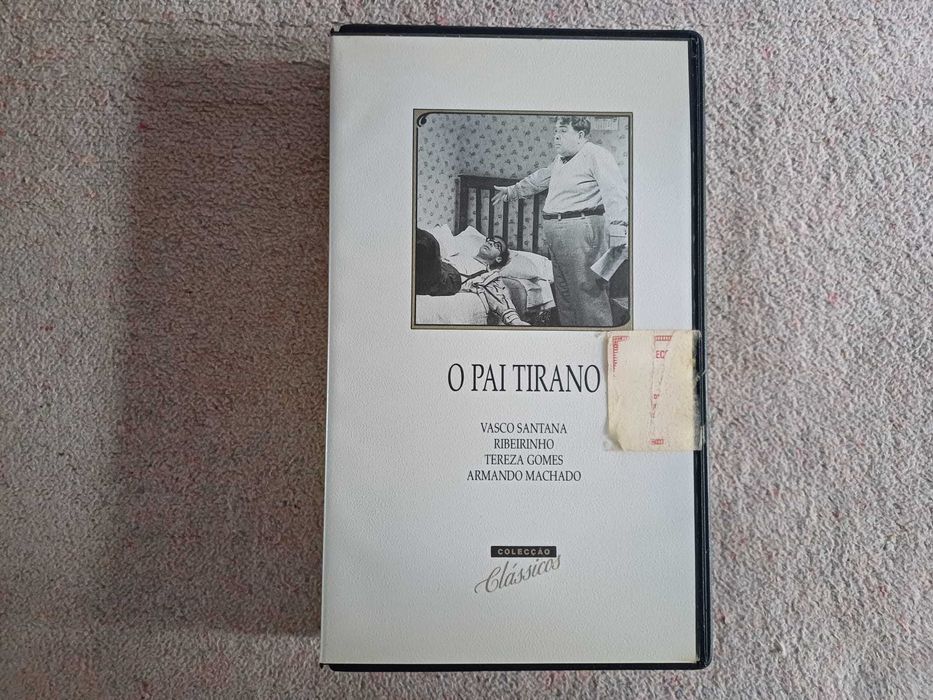 O PAI TIRANO
VASCO SANTANA
RIBEIRINHO
TEREZA GOMES
ARMANDO MACHADO
COLECÇÃO
Clássicos